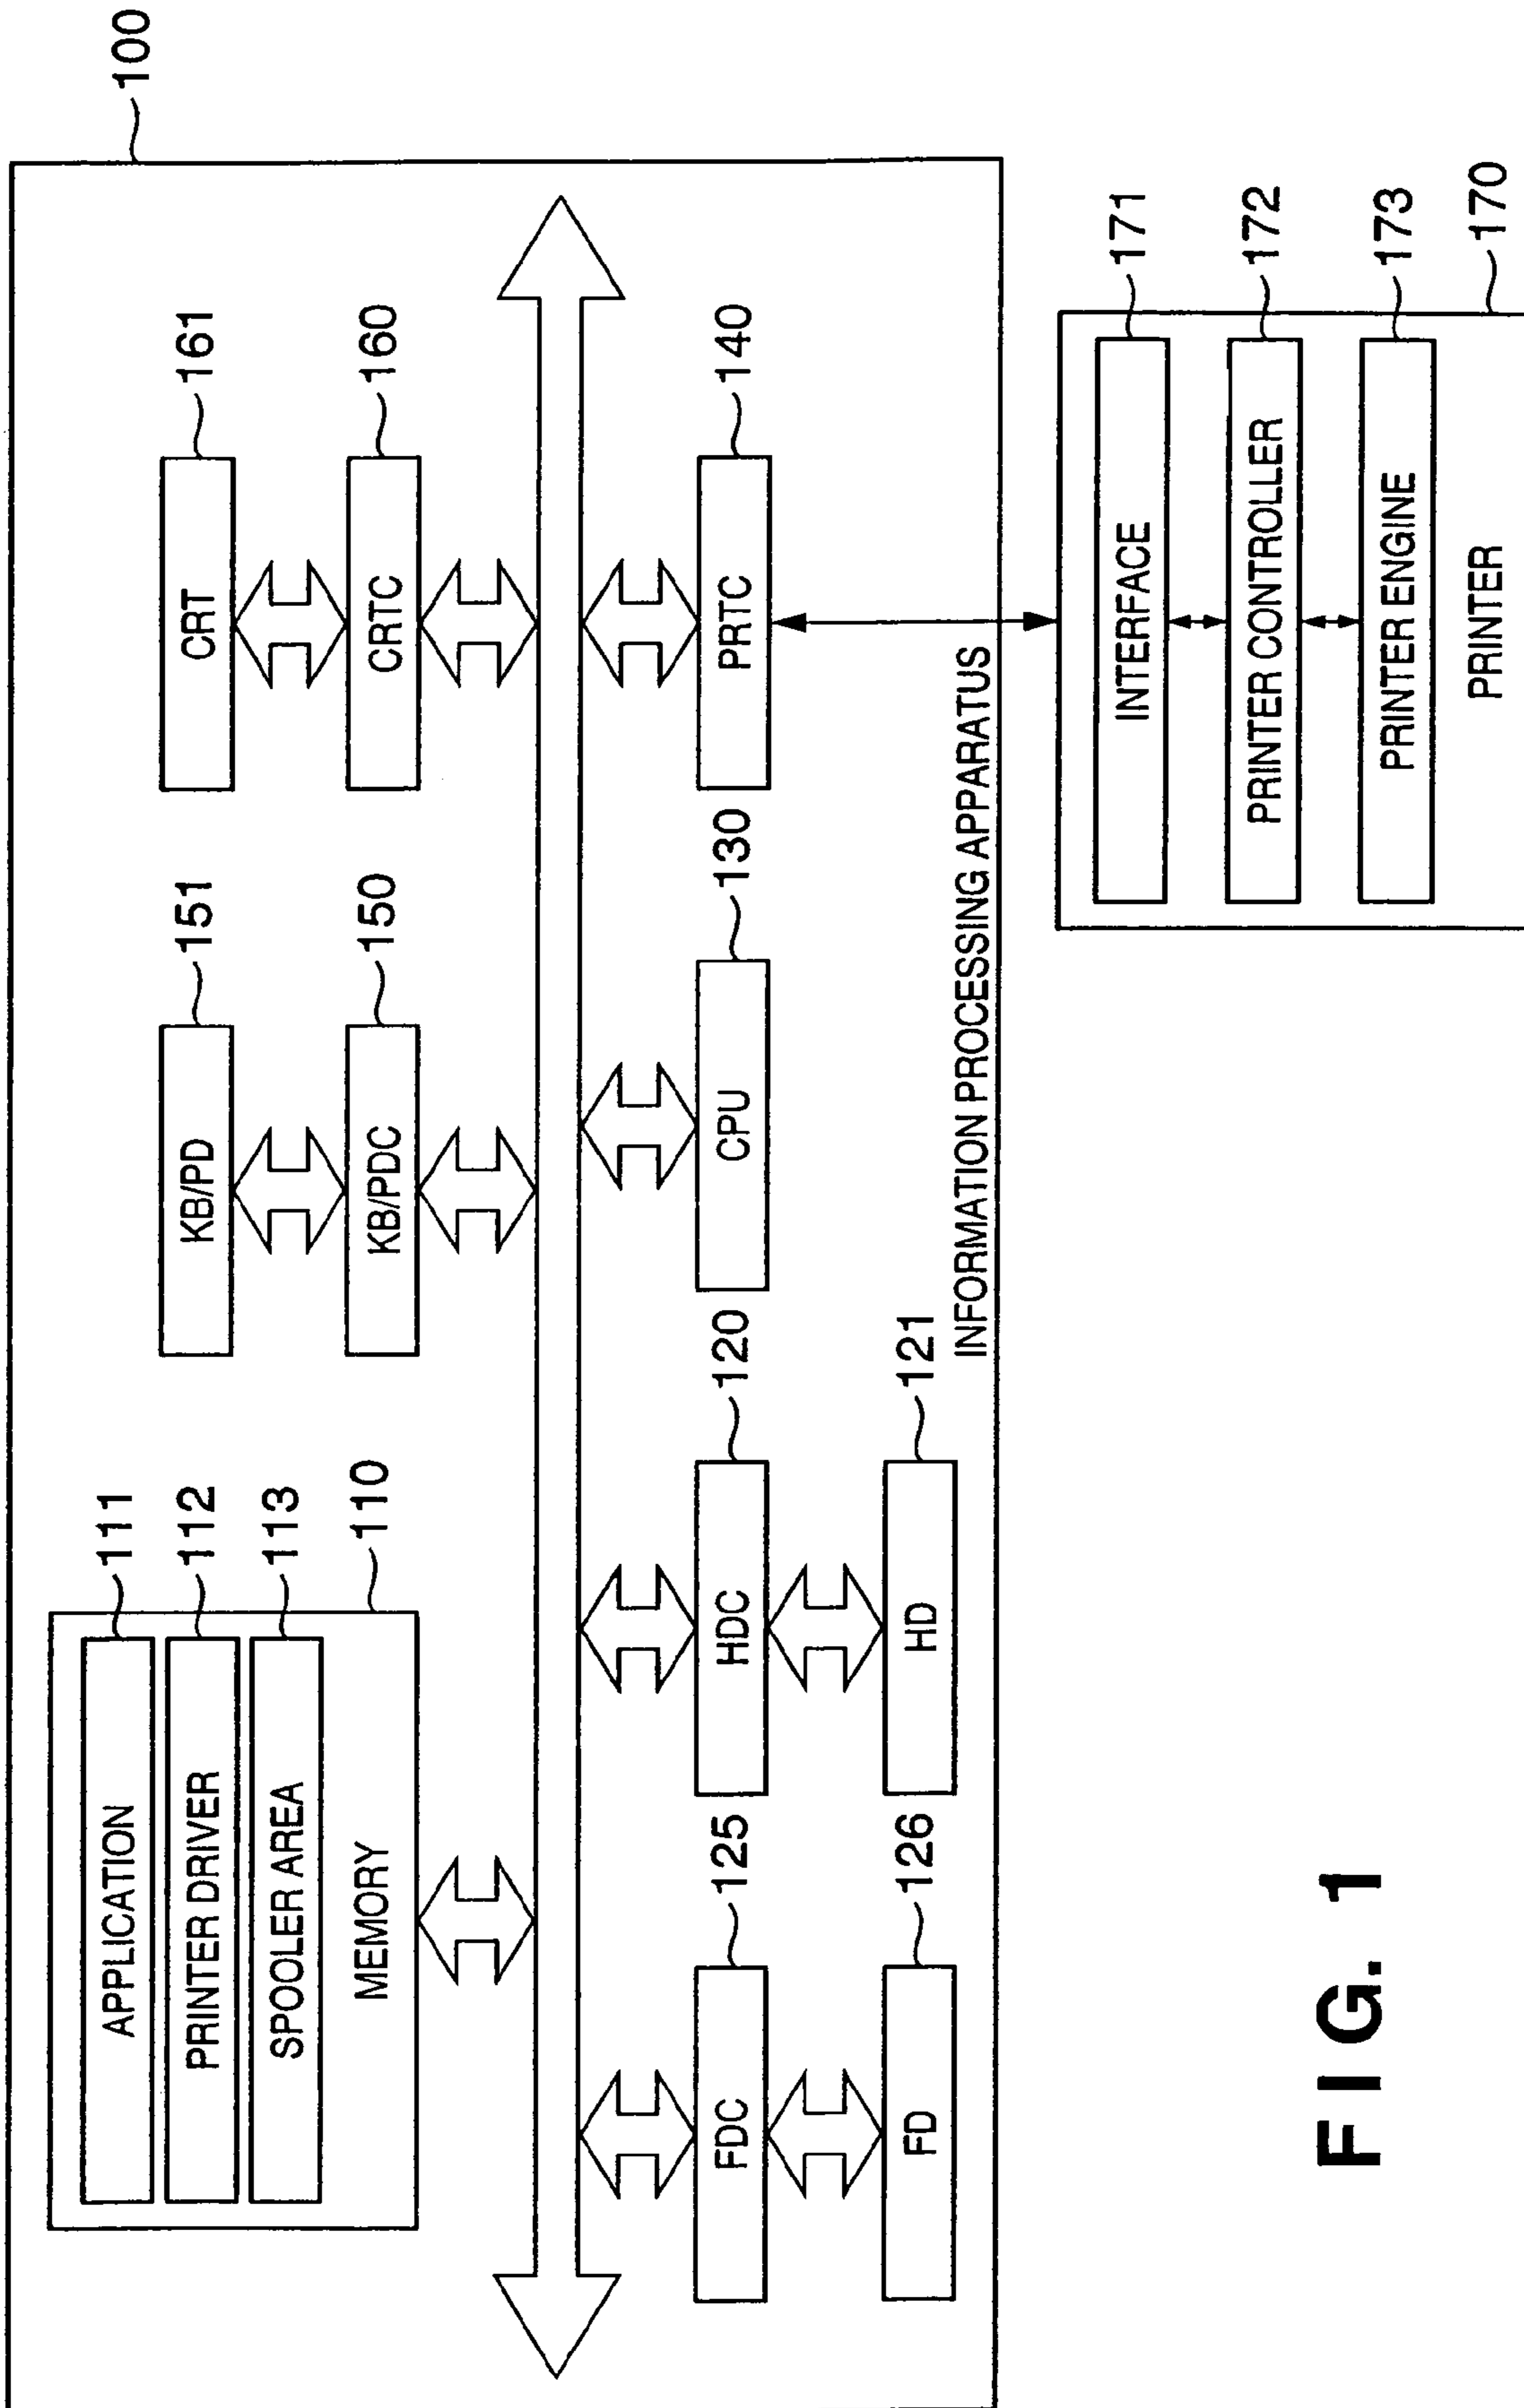 100
APPLICATION
111
PRINTER DRIVER
112
SPOOLER AREA
113
MEMORY
110
KB/PD
151
KB/PDC
150
CRT
161
CRTC
160
FDC
125
FD
126
HDC
120
HD
121
CPU
130
PRTC
140
INFORMATION PROCESSING APPARATUS
INTERFACE
171
PRINTER CONTROLLER
172
PRINTER ENGINE
173
PRINTER
170
FIG. 1